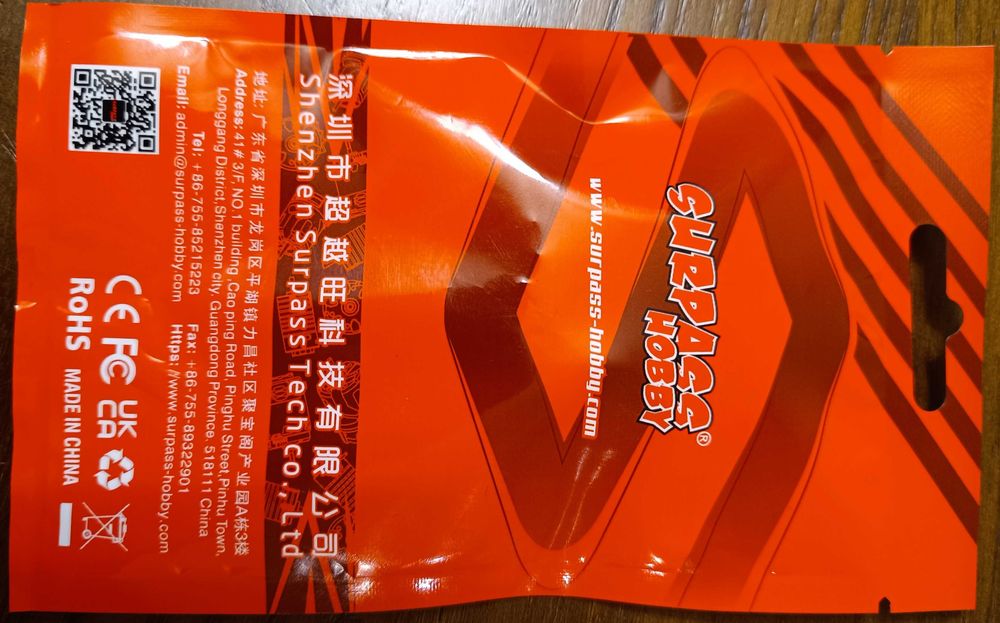 SURPASS®
HOBBY
www.surpass-hobby.com
深圳市超越旺科技有限公司
Shenzhen Surpass Tech Co., Ltd
地址: 广东省深圳市龙岗区平湖镇力昌社区聚宝阁产业园A栋3楼
Address: 41# 3/F, NO.1 building ,Cao ping Road, Pinghu Street,Pinhu Town,
Longgang District,Shenzhen city, Guangdong Province, 518111 China
Tel: +86-755-85215223 Fax: +86-755-89322901
Email: admin@surpass-hobby.com Https: //www.surpass-hobby.com
CE FC UK
CA
RoHS MADE IN CHINA